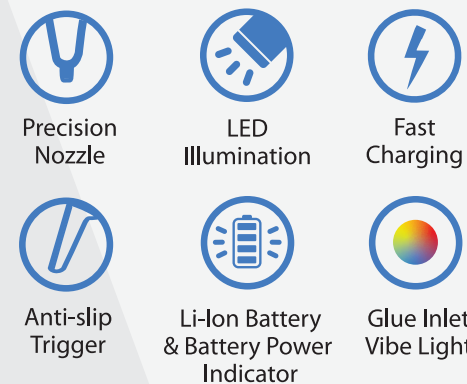 Precision
Nozzle
LED
Illumination
Fast
Charging
Anti-slip
Trigger
Li-Ion Battery
& Battery Power
Indicator
Glue Inlet
Vibe Light